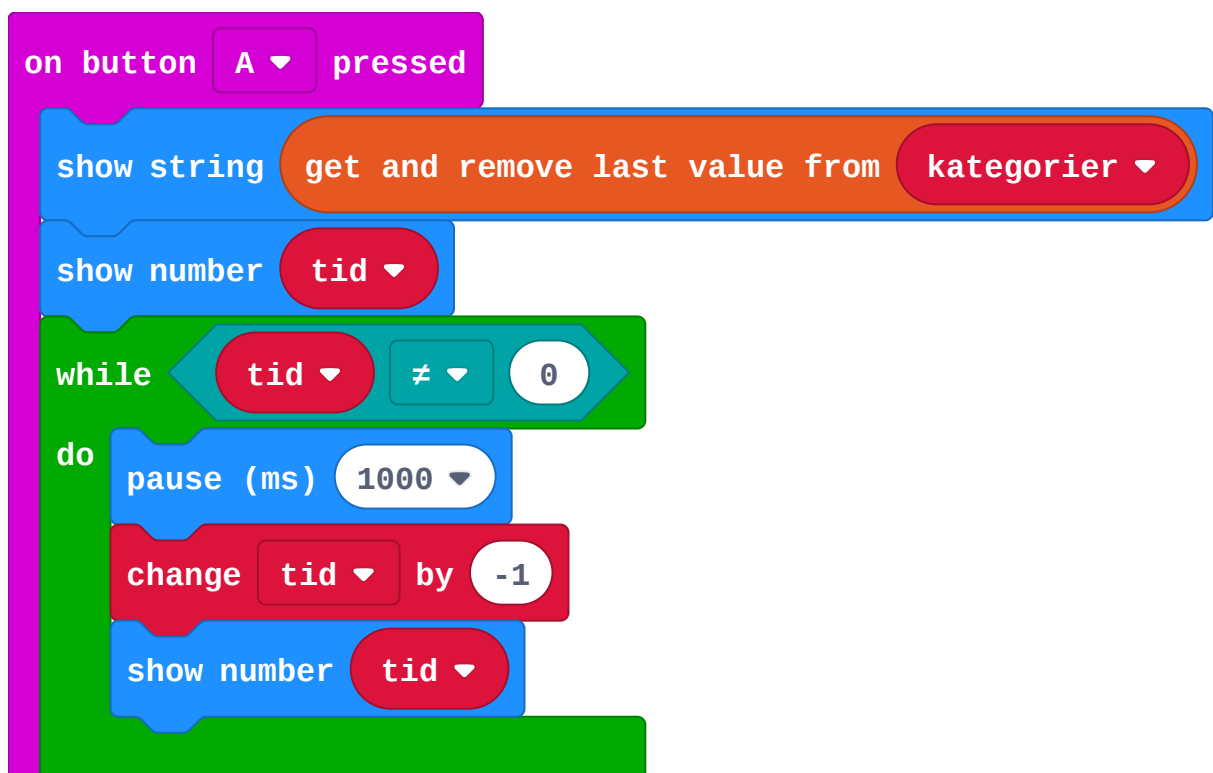 on button A pressed
show string get and remove last value from kategorier
show number tid
while tid ≠ 0
do
pause (ms) 1000
change tid by -1
show number tid